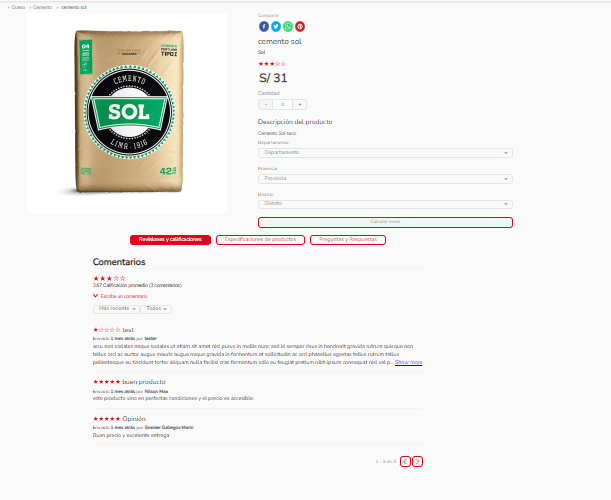 › Queso › Cemento › cemento sol
Compartir
cemento sol
Sol
S/ 31
Cantidad
- 0 +
Descripción del producto
Cemento Sol saco
Departamento
Departamento
Provincia
Provincia
Distrito
Distrito
Calcular envío
04
CEMENTO
PORTLAND
TIPO I
CEMENTO
SOL
LIMA - 1916
42.5
Revisiones y calificaciones
Especificaciones de productos
Preguntas y Respuestas
Comentarios
3.67 Calificación promedio (3 comentarios)
Escriba un comentario
Más reciente Todos
test
Enviado 1 mes atrás por tester
arcu non sodales neque sodales ut etiam sit amet nisl purus in mollis nunc sed id semper risus in hendrerit gravida rutrum quisque non
tellus orci ac auctor augue mauris augue neque gravida in fermentum et sollicitudin ac orci phasellus egestas tellus rutrum tellus
pellentesque eu tincidunt tortor aliquam nulla facilisi cras fermentum odio eu feugiat pretium nibh ipsum consequat nisl vel p... Show more
buen producto
Enviado 1 mes atrás por Nilson Max
este producto vino en perfectas condiciones y el precio es accesible.
Opinión
Enviado 1 mes atrás por Sneider Gallegos Morin
Buen precio y excelente entrega
1 - 3 de 3